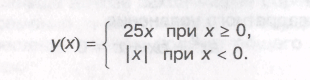 y(x) = { 25x при x ≥ 0,
|x| при x < 0.